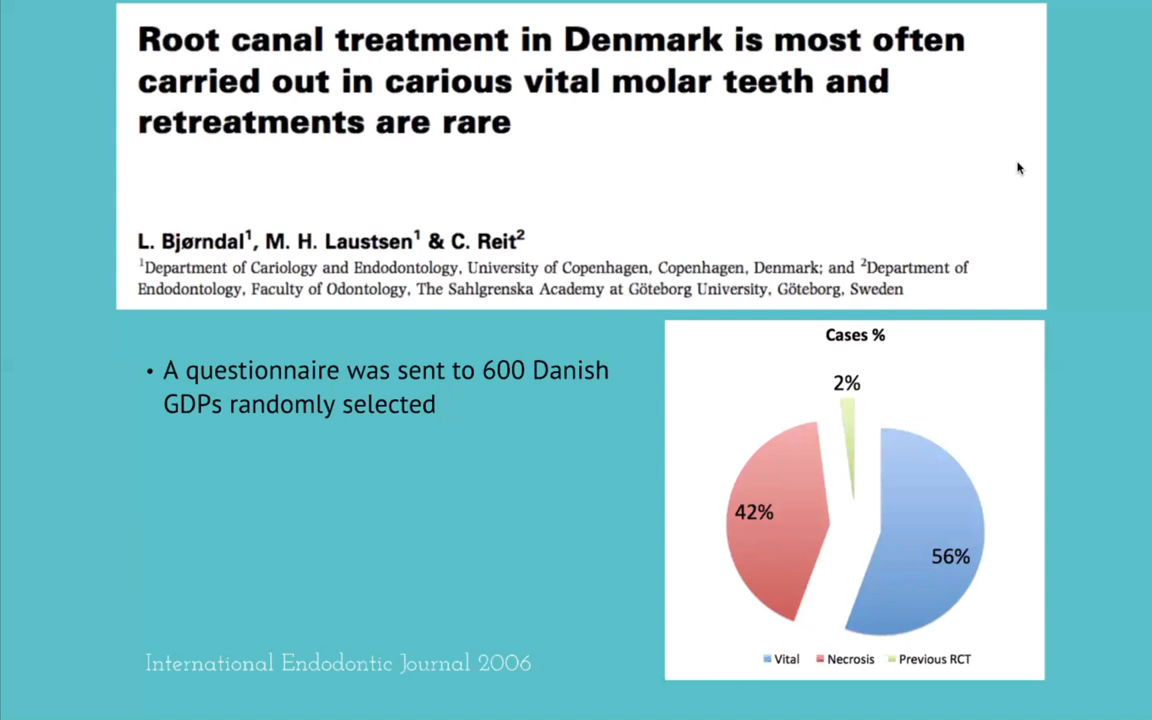 Root canal treatment in Denmark is most often
carried out in carious vital molar teeth and
retreatments are rare
L. Bjørndal¹, M. H. Laustsen¹ & C. Reit²
¹Department of Cariology and Endodontology, University of Copenhagen, Copenhagen, Denmark; and ²Department of
Endodontology, Faculty of Odontology, The Sahlgrenska Academy at Göteborg University, Göteborg, Sweden
• A questionnaire was sent to 600 Danish
GDPs randomly selected
Cases %
2%
42%
56%
Vital Necrosis Previous RCT
International Endodontic Journal 2006